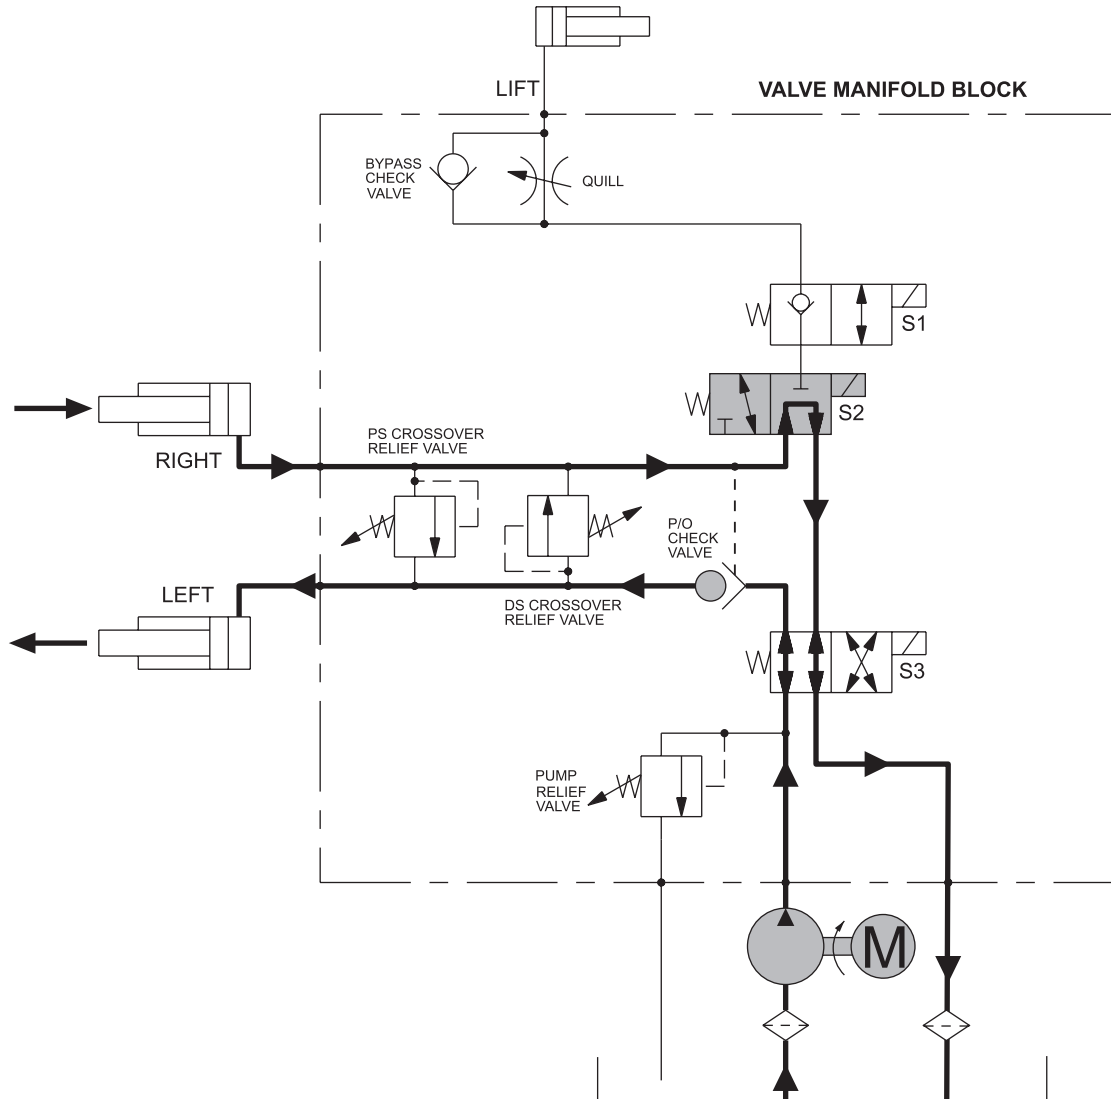 LIFT
VALVE MANIFOLD BLOCK
BYPASS
CHECK
VALVE
QUILL
S1
S2
RIGHT
PS CROSSOVER
RELIEF VALVE
P/O
CHECK
VALVE
LEFT
DS CROSSOVER
RELIEF VALVE
S3
PUMP
RELIEF
VALVE
M